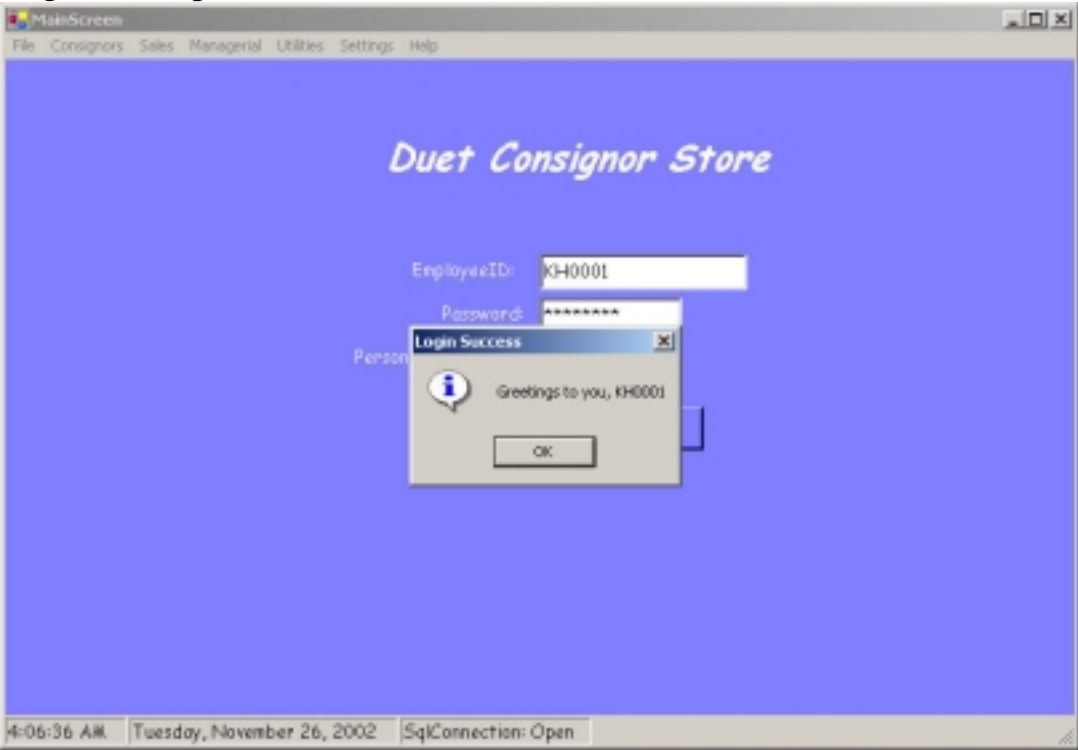 MainScreen
File Consignors Sales Managerial Utilities Settings Help
Duet Consignor Store
EmployeeID: KH0001
Password: ********
Login Success
Person
Greetings to you, KH0001
OK
4:06:36 AM Tuesday, November 26, 2002 SqlConnection: Open